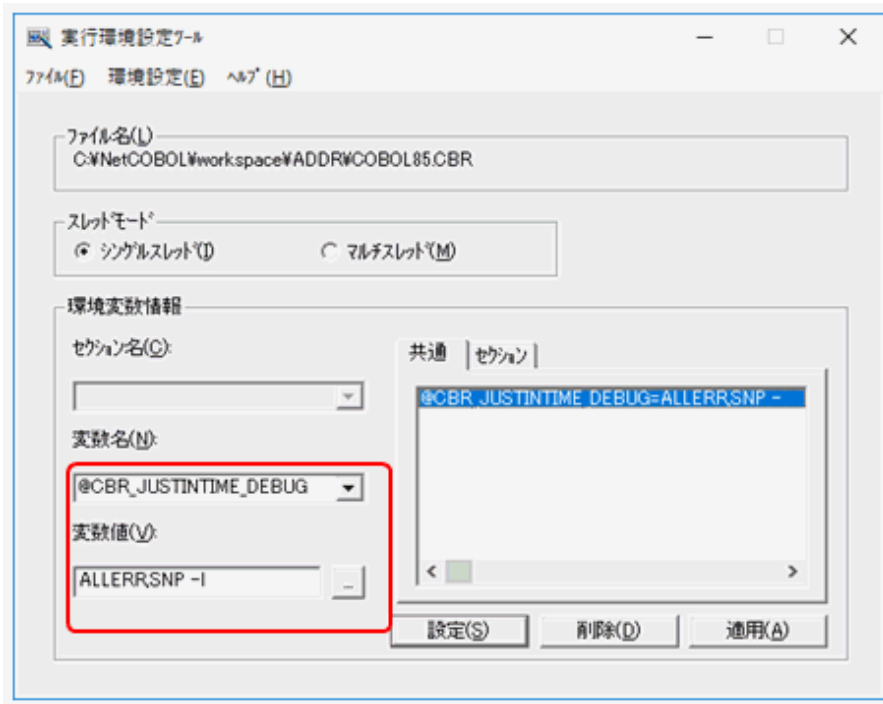 実行環境設定ツール
ファイル(F) 環境設定(E) ヘルプ(H)
ファイル名(L)
C:¥NetCOBOL¥workspace¥ADDR¥COBOL85.CBR
スレッドモード
シングルスレッド(I) マルチスレッド(M)
環境変数情報
セクション名(C):
共通 セクション
@CBR_JUSTINTIME_DEBUG=ALLERR,SNP -
変数名(N):
@CBR_JUSTINTIME_DEBUG
変数値(V):
ALLERR,SNP -I
...
設定(S) 削除(D) 適用(A)